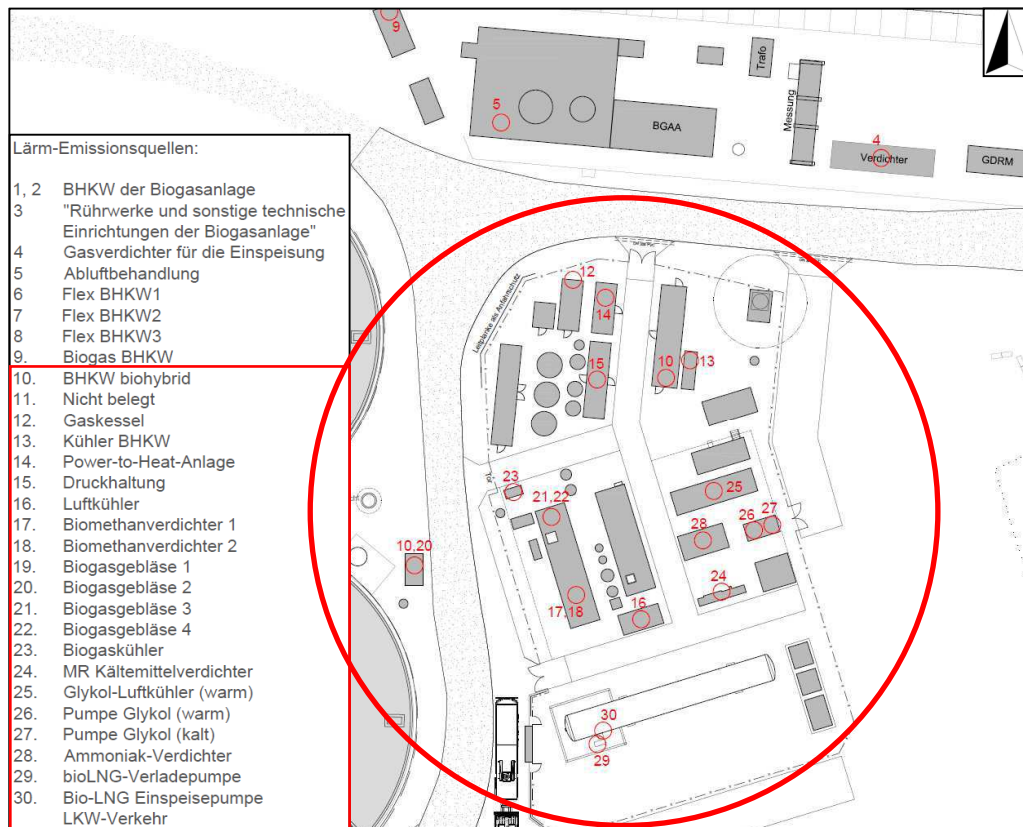 9
5
BGAA
Trafo
Messung
4
Verdichter
GDRM
Lärm-Emissionsquellen:
1, 2 BHKW der Biogasanlage
3 "Rührwerke und sonstige technische
Einrichtungen der Biogasanlage"
4 Gasverdichter für die Einspeisung
5 Abluftbehandlung
6 Flex BHKW1
7 Flex BHKW2
8 Flex BHKW3
9. Biogas BHKW
10. BHKW biohybrid
11. Nicht belegt
12. Gaskessel
13. Kühler BHKW
14. Power-to-Heat-Anlage
15. Druckhaltung
16. Luftkühler
17. Biomethanverdichter 1
18. Biomethanverdichter 2
19. Biogasgebläse 1
20. Biogasgebläse 2
21. Biogasgebläse 3
22. Biogasgebläse 4
23. Biogaskühler
24. MR Kältemittelverdichter
25. Glykol-Luftkühler (warm)
26. Pumpe Glykol (warm)
27. Pumpe Glykol (kalt)
28. Ammoniak-Verdichter
29. bioLNG-Verladepumpe
30. Bio-LNG Einspeisepumpe
LKW-Verkehr
Leitplanke als Anfahrschutz
12
14
15
10
13
Tor
23
21,22
25
26
27
28
10,20
24
17,18
16
30
29